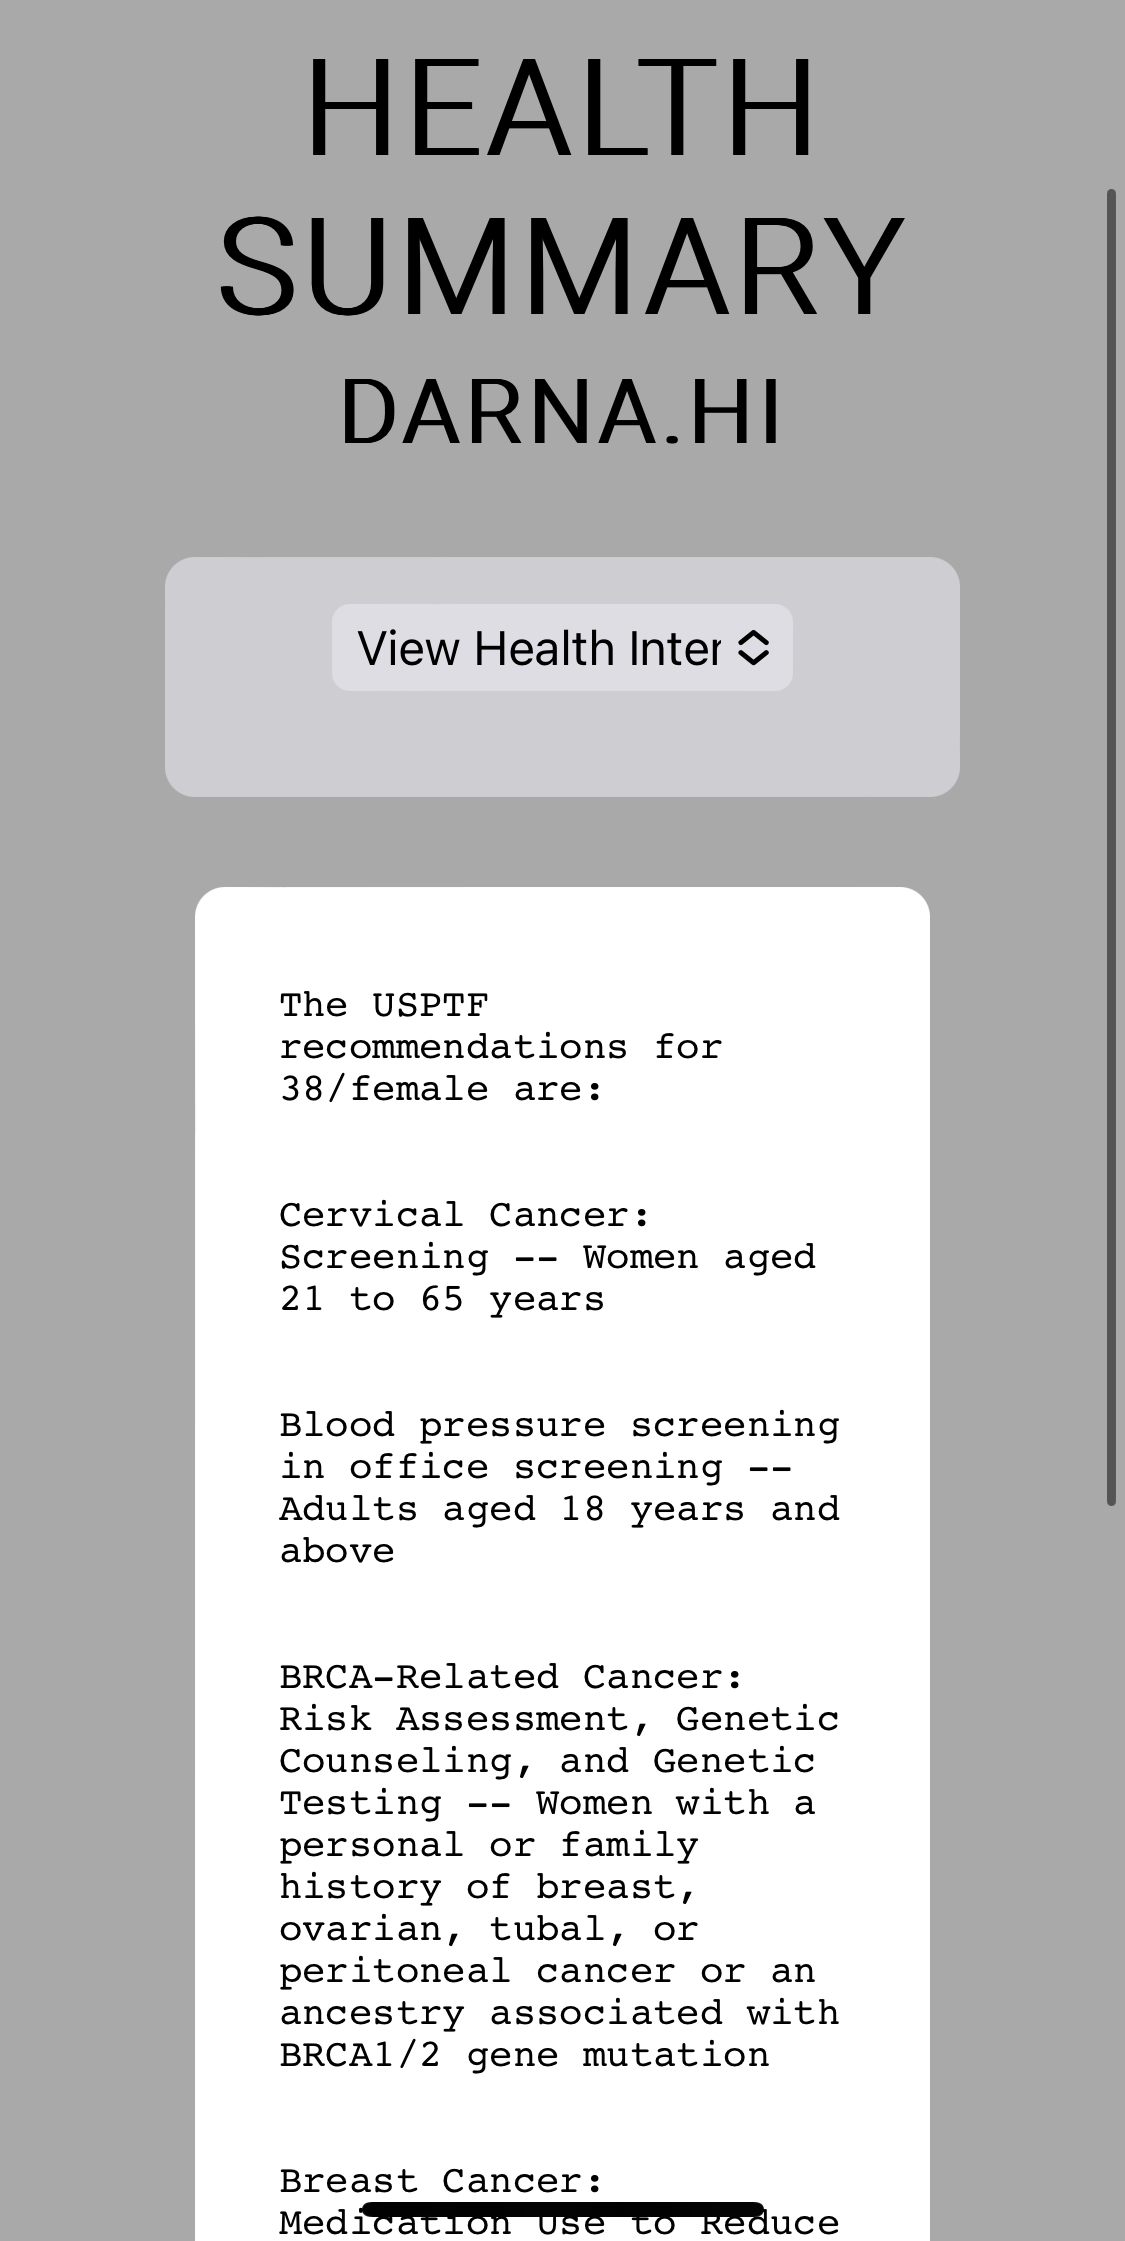 HEALTH
SUMMARY
DARNA.HI
View Health Inter
The USPTF
recommendations for
38/female are:
Cervical Cancer:
Screening -- Women aged
21 to 65 years
Blood pressure screening
in office screening --
Adults aged 18 years and
above
BRCA-Related Cancer:
Risk Assessment, Genetic
Counseling, and Genetic
Testing -- Women with a
personal or family
history of breast,
ovarian, tubal, or
peritoneal cancer or an
ancestry associated with
BRCA1/2 gene mutation
Breast Cancer:
Medication Use to Reduce